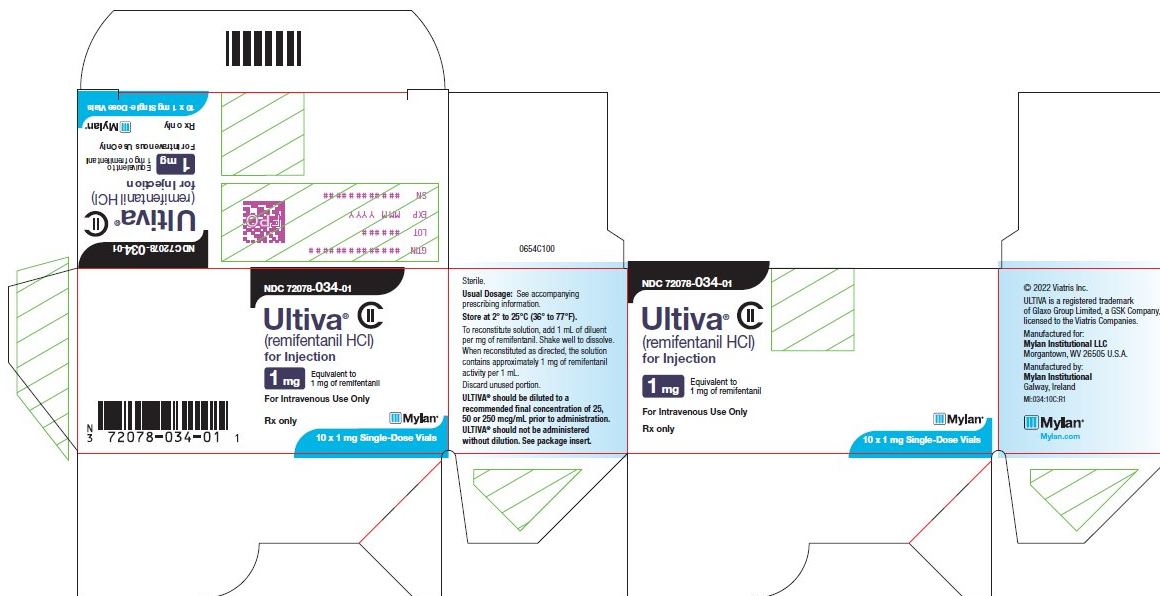 10 x 1 mg Single-Dose Vials
Rx only
Mylan®
For Intravenous Use Only
1 mg
Equivalent to
1 mg of remifentanil
for Injection
(remifentanil HCl)
Ultiva® CII
NDC 72078-034-01
SN ############
EXP MMM YYYY
LOT ######
GTIN ##############
0654C100
NDC 72078-034-01
Ultiva® CII
(remifentanil HCl)
for Injection
1 mg
Equivalent to
1 mg of remifentanil
For Intravenous Use Only
Rx only
Mylan®
10 x 1 mg Single-Dose Vials
N
3 72078-034-01 1
Sterile.
Usual Dosage: See accompanying
prescribing information.
Store at 2° to 25°C (36° to 77°F).
To reconstitute solution, add 1 mL of diluent
per mg of remifentanil. Shake well to dissolve.
When reconstituted as directed, the solution
contains approximately 1 mg of remifentanil
activity per 1 mL.
Discard unused portion.
ULTIVA® should be diluted to a
recommended final concentration of 25,
50 or 250 mcg/mL prior to administration.
ULTIVA® should not be administered
without dilution. See package insert.
NDC 72078-034-01
Ultiva® CII
(remifentanil HCl)
for Injection
1 mg
Equivalent to
1 mg of remifentanil
For Intravenous Use Only
Rx only
Mylan®
10 x 1 mg Single-Dose Vials
© 2022 Viatris Inc.
ULTIVA is a registered trademark
of Glaxo Group Limited, a GSK Company,
licensed to the Viatris Companies.
Manufactured for:
Mylan Institutional LLC
Morgantown, WV 26505 U.S.A.
Manufactured by:
Mylan Institutional
Galway, Ireland
MI:034:10C:R1
Mylan®
Mylan.com